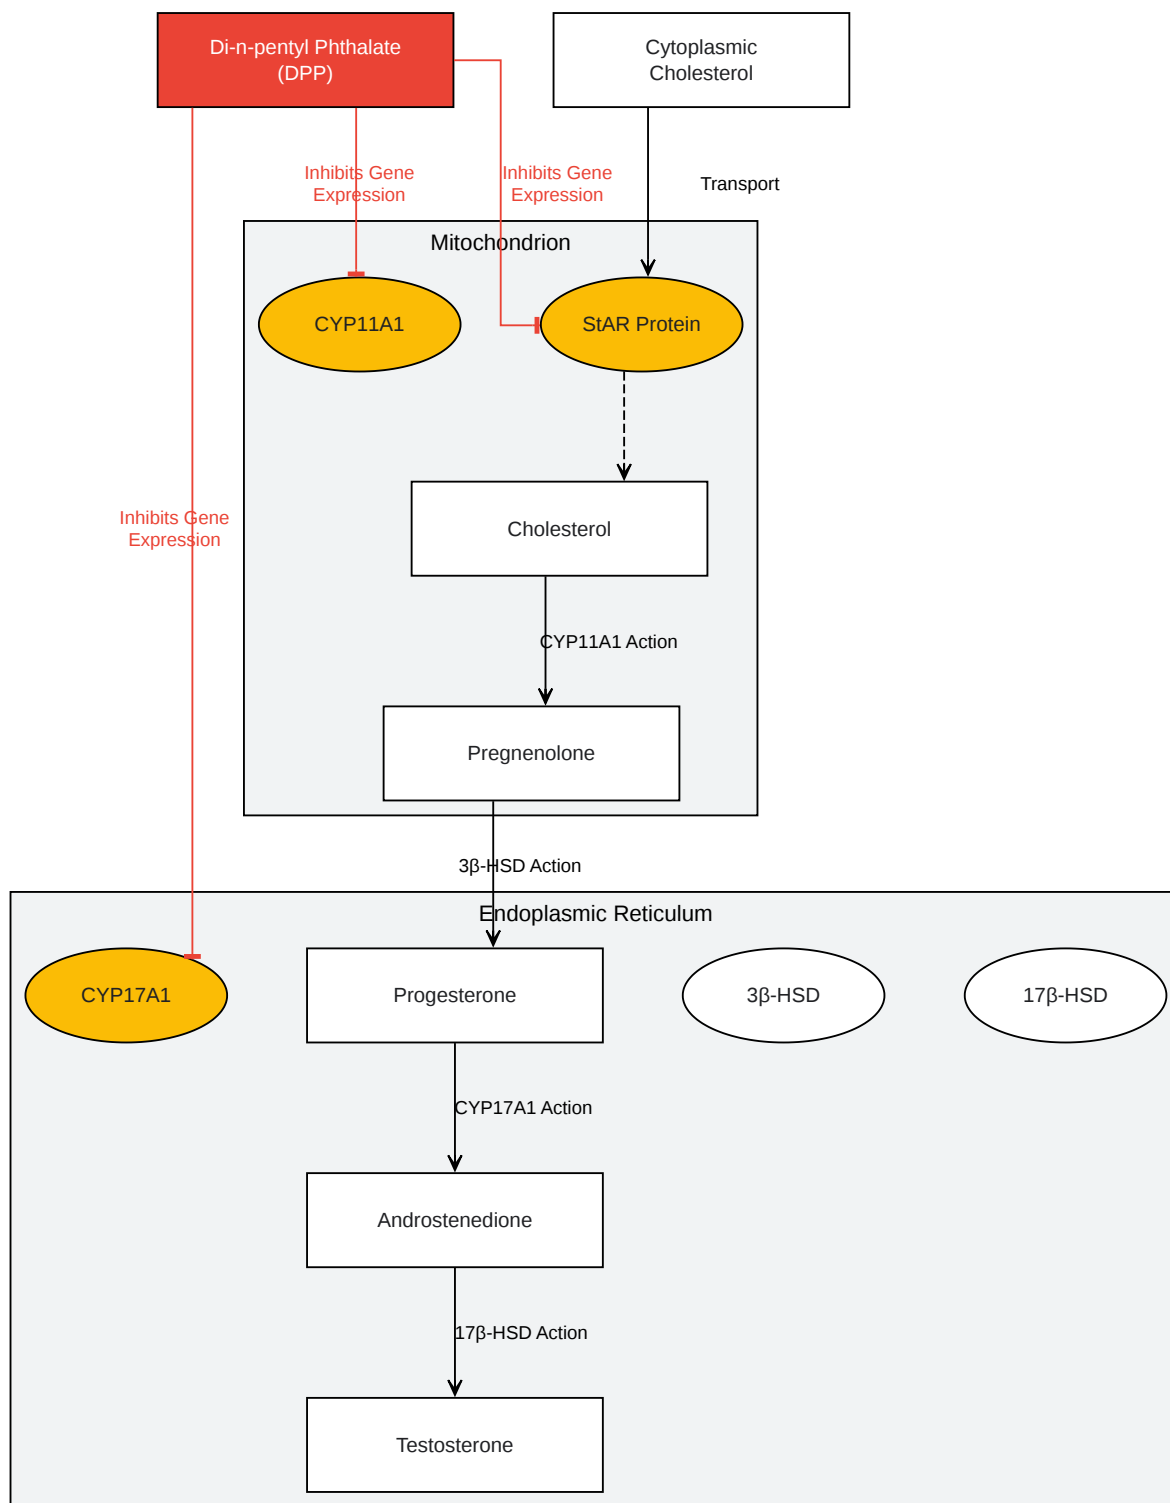 Di-n-pentyl Phthalate
(DPP)
Cytoplasmic
Cholesterol
Inhibits Gene
Expression
Inhibits Gene
Expression
Transport
Mitochondrion
CYP11A1
StAR Protein
Inhibits Gene
Expression
Cholesterol
CYP11A1 Action
Pregnenolone
3β-HSD Action
Endoplasmic Reticulum
CYP17A1
Progesterone
3β-HSD
17β-HSD
CYP17A1 Action
Androstenedione
17β-HSD Action
Testosterone